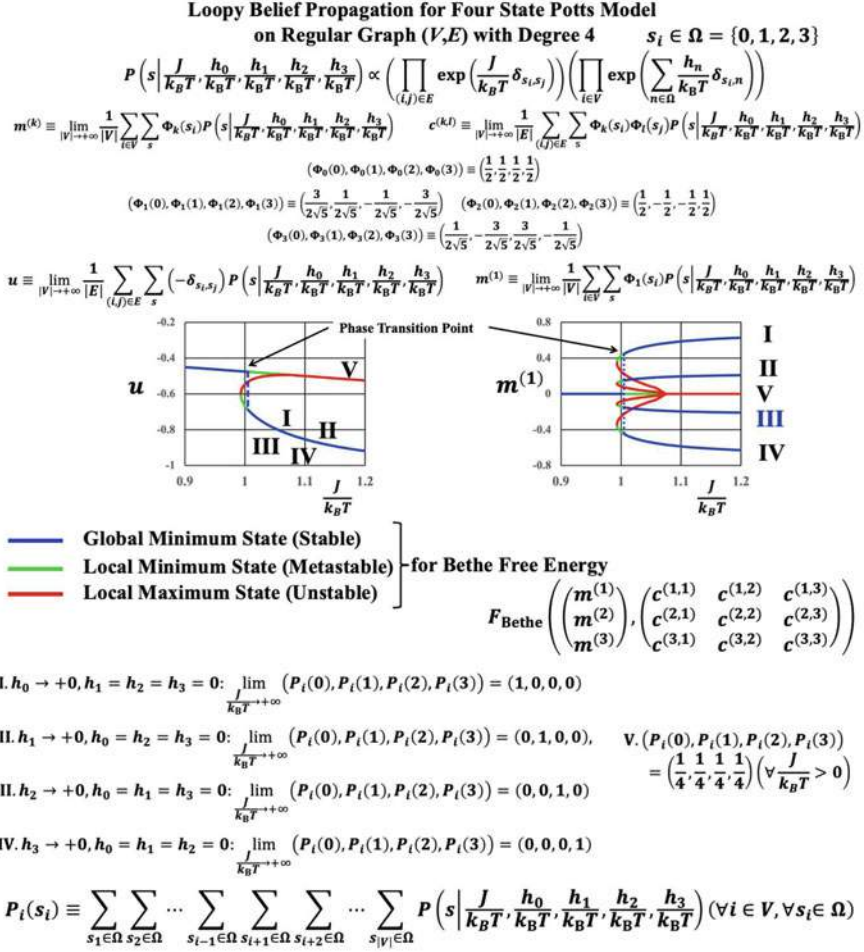 Loopy Belief Propagation for Four State Potts Model
on Regular Graph (V,E) with Degree 4 s_i ∈ Ω = {0, 1, 2, 3}
P(s|J/k_BT, h_0/k_BT, h_1/k_BT, h_2/k_BT, h_3/k_BT) ∝ (∏_{(i,j)∈E} exp(J/k_BT δ_{s_i,s_j})) (∏_{i∈V} exp(∑_{n∈Ω} h_n/k_BT δ_{s_i,n}))
m^{(k)} ≡ lim_{|V|→+∞} 1/|V| ∑_{i∈V} ∑_s Φ_k(s_i)P(s|J/k_BT, h_0/k_BT, h_1/k_BT, h_2/k_BT, h_3/k_BT) c^{(k,l)} ≡ lim_{|V|→+∞} 1/|E| ∑_{(i,j)∈E} ∑_s Φ_k(s_i)Φ_l(s_j)P(s|J/k_BT, h_0/k_BT, h_1/k_BT, h_2/k_BT, h_3/k_BT)
(Φ_0(0), Φ_0(1), Φ_0(2), Φ_0(3)) ≡ (1/2, 1/2, 1/2, 1/2)
(Φ_1(0), Φ_1(1), Φ_1(2), Φ_1(3)) ≡ (3/2√5, 1/2√5, −1/2√5, −3/2√5) (Φ_2(0), Φ_2(1), Φ_2(2), Φ_2(3)) ≡ (1/2, −1/2, −1/2, 1/2)
(Φ_3(0), Φ_3(1), Φ_3(2), Φ_3(3)) ≡ (1/2√5, −3/2√5, 3/2√5, −1/2√5)
u ≡ lim_{|V|→+∞} 1/|E| ∑_{(i,j)∈E} ∑_s (−δ_{s_i,s_j}) P(s|J/k_BT, h_0/k_BT, h_1/k_BT, h_2/k_BT, h_3/k_BT) m^{(1)} ≡ lim_{|V|→+∞} 1/|V| ∑_{i∈V} ∑_s Φ_1(s_i)P(s|J/k_BT, h_0/k_BT, h_1/k_BT, h_2/k_BT, h_3/k_BT)
Phase Transition Point
u
-0.2
-0.4
-0.6
-0.8
-1
0.9 1 1.1 1.2
J/k_BT
V
I
II
III
IV
m^{(1)}
0.8
0.4
0
-0.4
-0.8
0.9 1 1.1 1.2
J/k_BT
I
II
V
III
IV
Global Minimum State (Stable)
Local Minimum State (Metastable)
Local Maximum State (Unstable)
for Bethe Free Energy
F_Bethe((m^{(1)} m^{(2)} m^{(3)}), (c^{(1,1)} c^{(1,2)} c^{(1,3)}
c^{(2,1)} c^{(2,2)} c^{(2,3)}
c^{(3,1)} c^{(3,2)} c^{(3,3)}))
I. h_0 → +0, h_1 = h_2 = h_3 = 0: lim_{J/k_BT→+∞} (P_i(0), P_i(1), P_i(2), P_i(3)) = (1, 0, 0, 0)
II. h_1 → +0, h_0 = h_2 = h_3 = 0: lim_{J/k_BT→+∞} (P_i(0), P_i(1), P_i(2), P_i(3)) = (0, 1, 0, 0),
II. h_2 → +0, h_0 = h_1 = h_3 = 0: lim_{J/k_BT→+∞} (P_i(0), P_i(1), P_i(2), P_i(3)) = (0, 0, 1, 0)
IV. h_3 → +0, h_0 = h_1 = h_2 = 0: lim_{J/k_BT→+∞} (P_i(0), P_i(1), P_i(2), P_i(3)) = (0, 0, 0, 1)
V. (P_i(0), P_i(1), P_i(2), P_i(3))
= (1/4, 1/4, 1/4, 1/4) (∀ J/k_BT > 0)
P_i(s_i) ≡ ∑_{s_1∈Ω} ∑_{s_2∈Ω} ⋯ ∑_{s_{i−1}∈Ω} ∑_{s_{i+1}∈Ω} ∑_{s_{i+2}∈Ω} ⋯ ∑_{s_{|V|}∈Ω} P(s|J/k_BT, h_0/k_BT, h_1/k_BT, h_2/k_BT, h_3/k_BT) (∀i ∈ V, ∀s_i ∈ Ω)